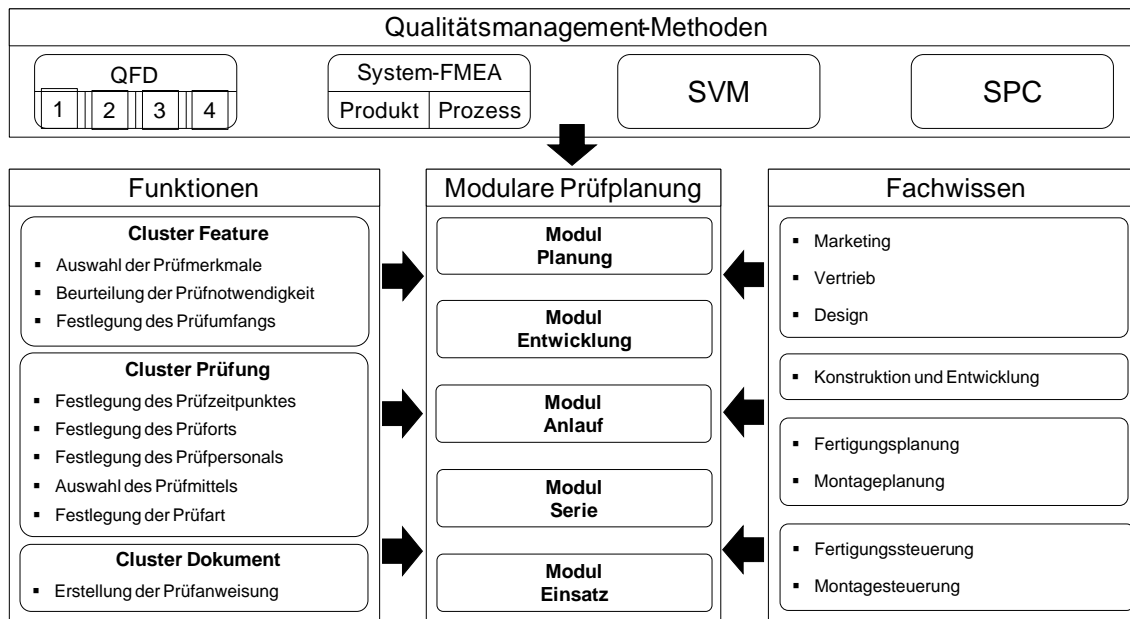 Qualitätsmanagement-Methoden
QFD
1 2 3 4
System-FMEA
Produkt Prozess
SVM
SPC
Funktionen
Cluster Feature
▪ Auswahl der Prüfmerkmale
▪ Beurteilung der Prüfnotwendigkeit
▪ Festlegung des Prüfumfangs
Cluster Prüfung
▪ Festlegung des Prüfzeitpunktes
▪ Festlegung des Prüforts
▪ Festlegung des Prüfpersonals
▪ Auswahl des Prüfmittels
▪ Festlegung der Prüfart
Cluster Dokument
▪ Erstellung der Prüfanweisung
Modulare Prüfplanung
Modul
Planung
Modul
Entwicklung
Modul
Anlauf
Modul
Serie
Modul
Einsatz
Fachwissen
▪ Marketing
▪ Vertrieb
▪ Design
▪ Konstruktion und Entwicklung
▪ Fertigungsplanung
▪ Montageplanung
▪ Fertigungssteuerung
▪ Montagesteuerung